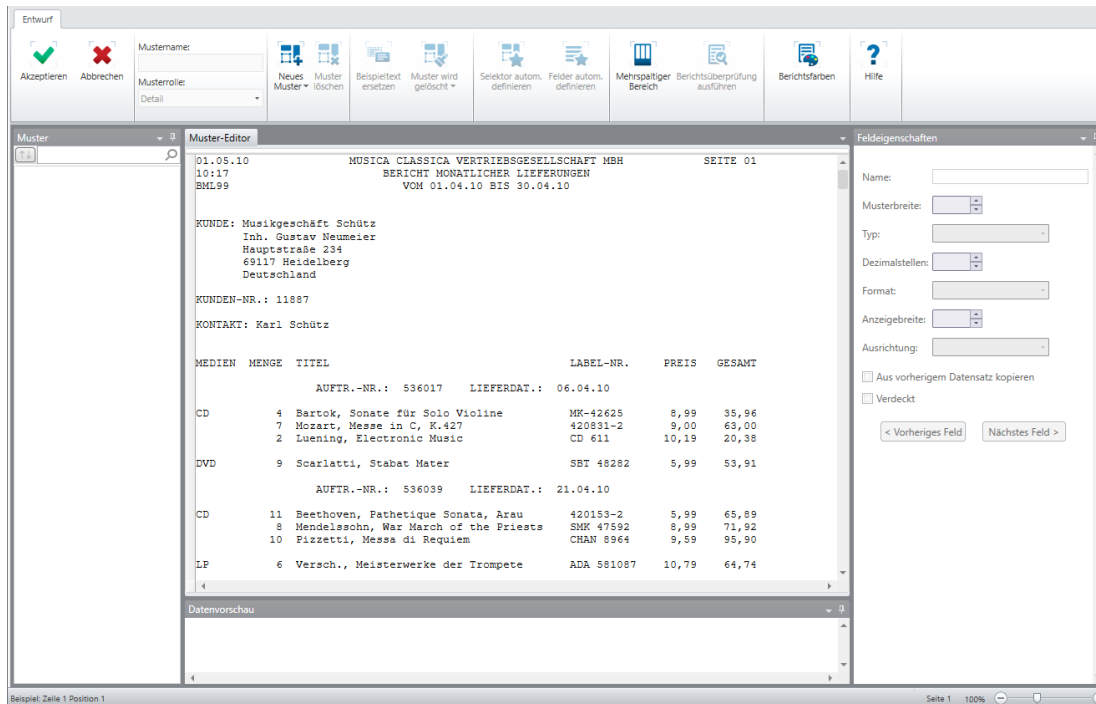 Entwurf
Akzeptieren
Abbrechen
Mustername:
Musterrolle:
Detail
Neues Muster
Muster löschen
Beispieltext ersetzen
Muster wird gelöscht
Selektor autom. definieren
Felder autom. definieren
Mehrspaltiger Bereich
Berichtsüberprüfung ausführen
Berichtsfarben
Hilfe
Muster
Muster-Editor
01.05.10 MUSICA CLASSICA VERTRIEBSGESELLSCHAFT MBH SEITE 01
10:17 BERICHT MONATLICHER LIEFERUNGEN
BML99 VOM 01.04.10 BIS 30.04.10
KUNDE: Musikgeschäft Schütz
Inh. Gustav Neumeier
Hauptstraße 234
69117 Heidelberg
Deutschland
KUNDEN-NR.: 11887
KONTAKT: Karl Schütz
MEDIEN MENGE TITEL LABEL-NR. PREIS GESAMT
AUFTR.-NR.: 536017 LIEFERDAT.: 06.04.10
CD 4 Bartok, Sonate für Solo Violine MK-42625 8,99 35,96
7 Mozart, Messe in C, K.427 420831-2 9,00 63,00
2 Luening, Electronic Music CD 611 10,19 20,38
DVD 9 Scarlatti, Stabat Mater SBT 48282 5,99 53,91
AUFTR.-NR.: 536039 LIEFERDAT.: 21.04.10
CD 11 Beethoven, Pathetique Sonata, Arau 420153-2 5,99 65,89
8 Mendelssohn, War March of the Priests SMK 47592 8,99 71,92
10 Pizzetti, Messa di Requiem CHAN 8964 9,59 95,90
LP 6 Versch., Meisterwerke der Trompete ADA 581087 10,79 64,74
Datenvorschau
Feldeigenschaften
Name:
Musterbreite:
Typ:
Dezimalstellen:
Format:
Anzeigebreite:
Ausrichtung:
Aus vorherigem Datensatz kopieren
Verdeckt
< Vorheriges Feld
Nächstes Feld >
Beispiel: Zeile 1 Position 1
Seite 1 100%